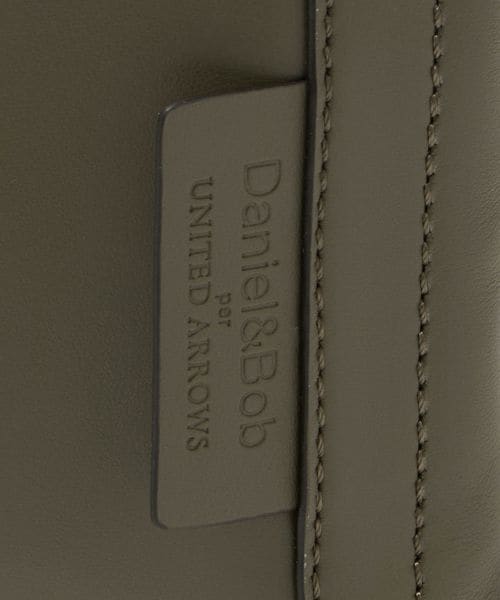 Daniel&Bob
per
UNITED ARROWS